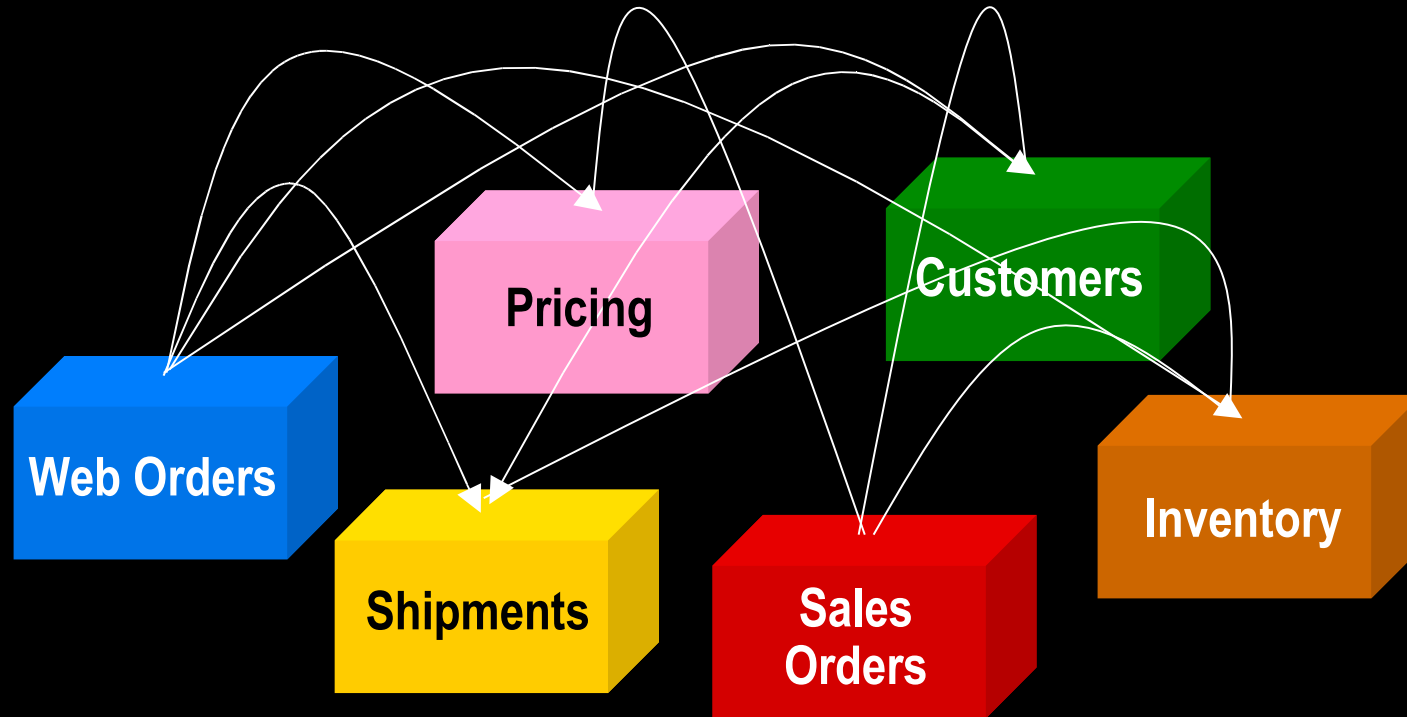 Pricing
Customers
Web Orders
Inventory
Shipments
Sales
Orders